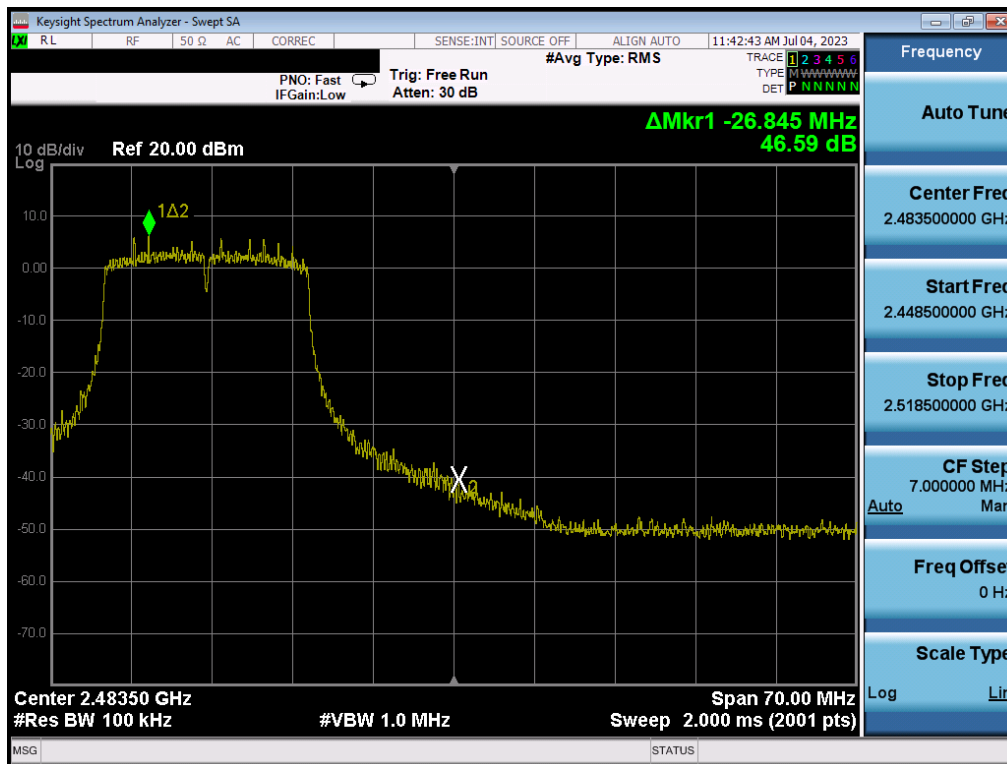 Keysight Spectrum Analyzer - Swept SA
LXI RL RF 50 Ω AC CORREC SENSE:INT SOURCE OFF ALIGN AUTO 11:42:43 AM Jul 04, 2023
#Avg Type: RMS
TRACE 1 2 3 4 5 6
PNO: Fast Trig: Free Run
TYPE M W W W W W
IFGain:Low Atten: 30 dB
DET P N N N N N
ΔMkr1 -26.845 MHz
46.59 dB
10 dB/div Ref 20.00 dBm
Log
1Δ2
10.0
0.00
-10.0
-20.0
-30.0
-40.0
X2
-50.0
-60.0
-70.0
Center 2.48350 GHz Span 70.00 MHz
#Res BW 100 kHz #VBW 1.0 MHz Sweep 2.000 ms (2001 pts)
MSG STATUS
Frequency
Auto Tune
Center Freq
2.483500000 GHz
Start Freq
2.448500000 GHz
Stop Freq
2.518500000 GHz
CF Step
7.000000 MHz
Auto Man
Freq Offset
0 Hz
Scale Type
Log Lin